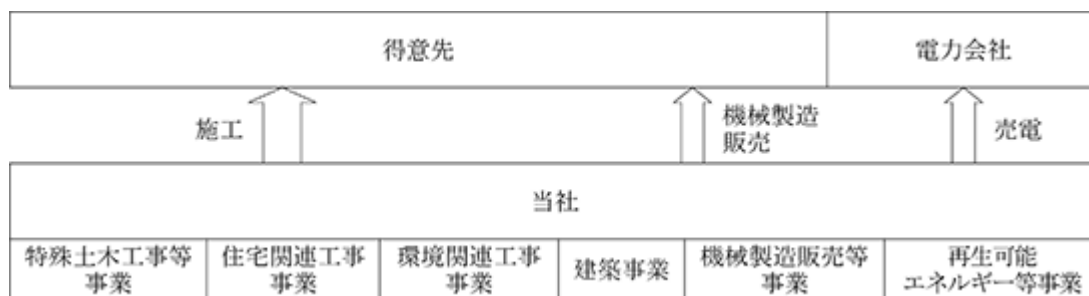 得意先
電力会社
施工
機械製造
販売
売電
当社
特殊土木工事等
事業
住宅関連工事
事業
環境関連工事
事業
建築事業
機械製造販売等
事業
再生可能
エネルギー等事業